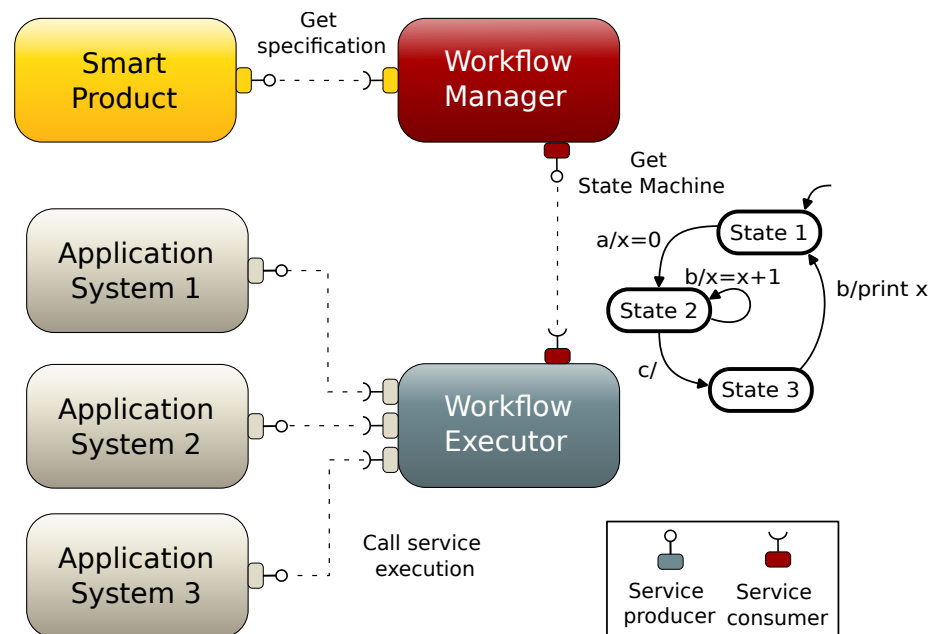 Get
specification
Smart
Product
Workflow
Manager
Get
State Machine
State 1
a/x=0
b/x=x+1
State 2
b/print x
c/
State 3
Application
System 1
Application
System 2
Workflow
Executor
Application
System 3
Call service
execution
Service
producer
Service
consumer